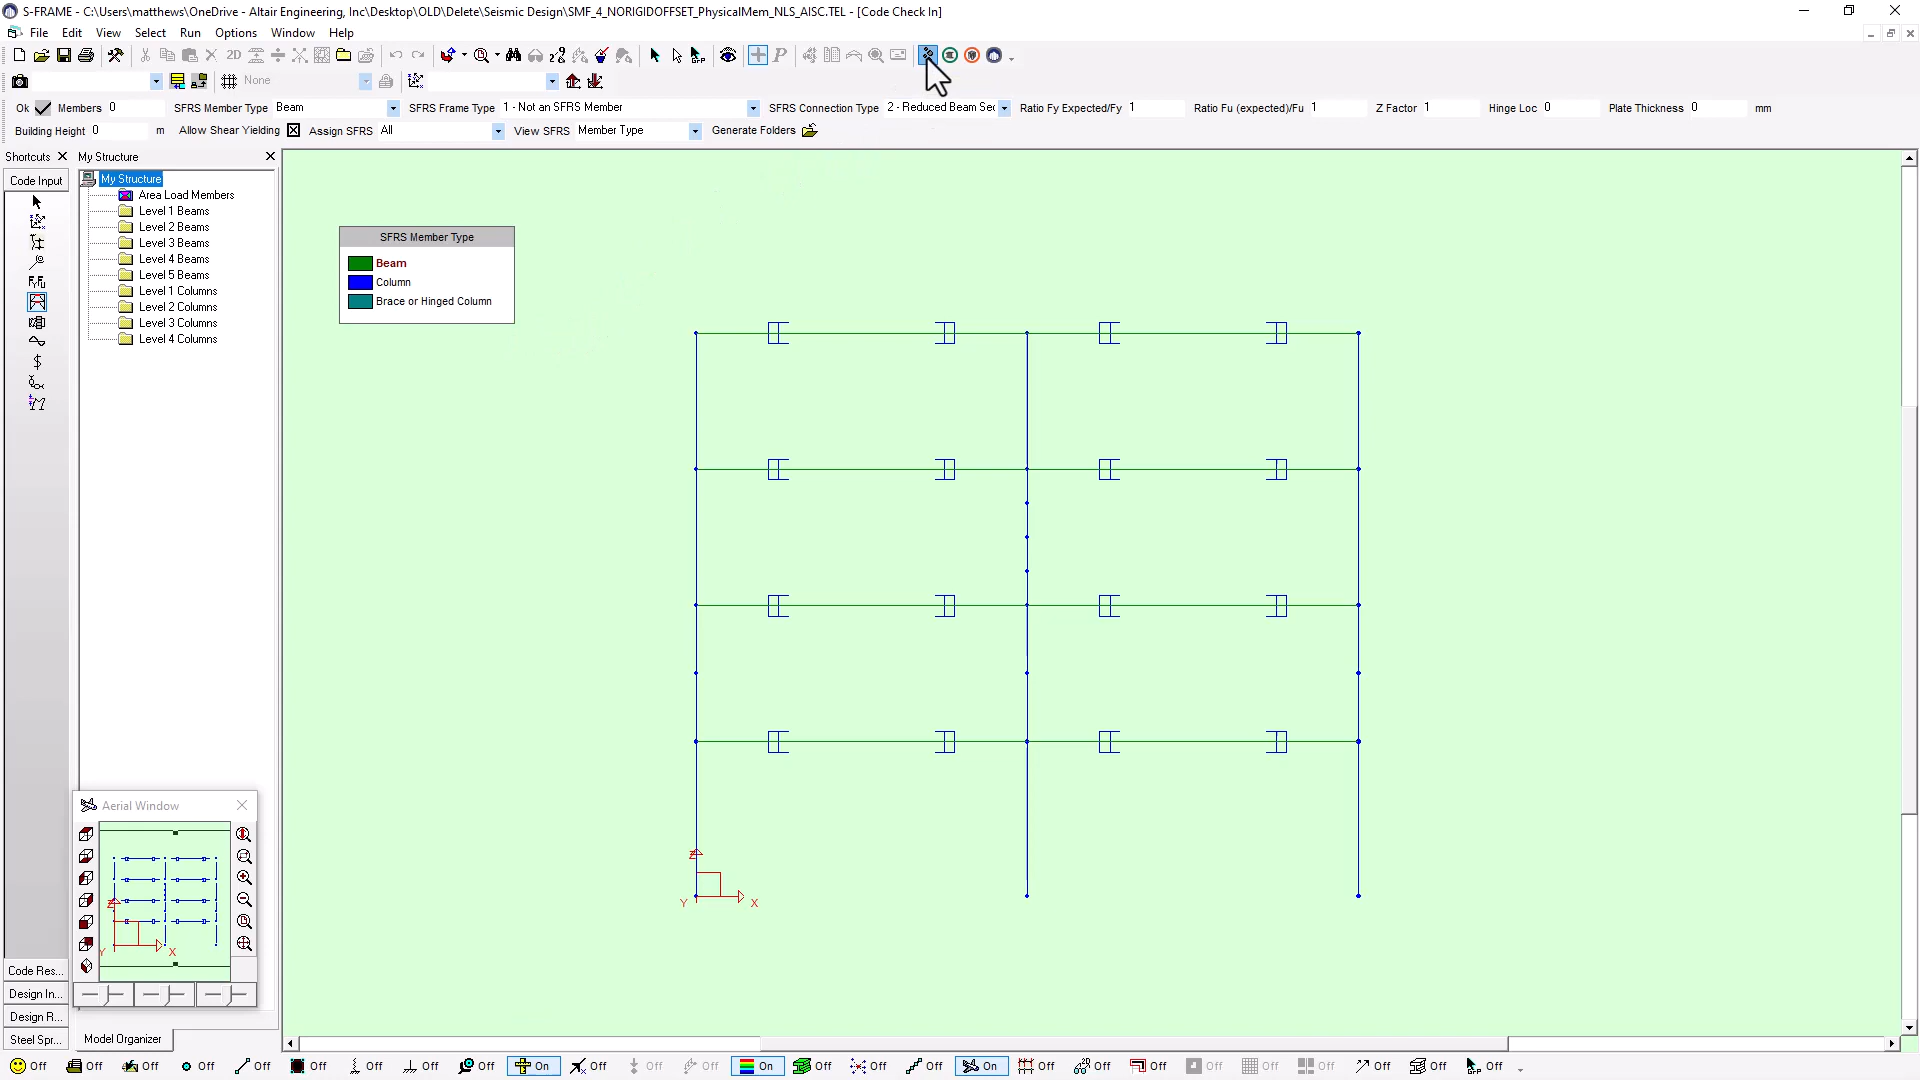 S-FRAME - C:\Users\matthews\OneDrive - Altair Engineering, Inc\Desktop\OLD\Delete\Seismic Design\SMF_4_NORIGIDOFFSET_PhysicalMem_NLS_AISC.TEL - [Code Check In]
File Edit View Select Run Options Window Help
2D P
None
Ok Members 0 SFRS Member Type Beam SFRS Frame Type 1 - Not an SFRS Member SFRS Connection Type 2 - Reduced Beam Sec Ratio Fy Expected/Fy 1 Ratio Fu (expected)/Fu 1 Z Factor 1 Hinge Loc 0 Plate Thickness 0 mm
Building Height 0 m Allow Shear Yielding Assign SFRS All View SFRS Member Type Generate Folders
Shortcuts My Structure
Code Input
My Structure
Area Load Members
Level 1 Beams
Level 2 Beams
Level 3 Beams
Level 4 Beams
Level 5 Beams
Level 1 Columns
Level 2 Columns
Level 3 Columns
Level 4 Columns
SFRS Member Type
Beam
Column
Brace or Hinged Column
Z
Y X
Aerial Window
Z
Y X
Code Res...
Design In...
Design R...
Steel Spr...
Model Organizer
Off Off Off Off Off Off Off Off Off On Off Off Off On Off Off Off On Off Off Off Off Off Off Off Off Off